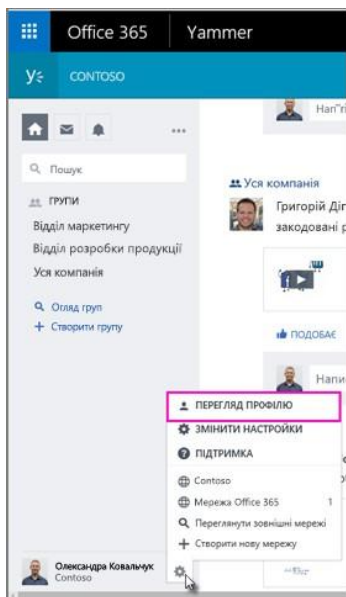 Office 365 Yammer
CONTOSO
Пошук
ГРУПИ
Відділ маркетингу
Відділ розробки продукції
Уся компанія
Огляд груп
Створити групу
Уся компанія
Григорій
закодовані
ПОДОБАЄ
ПЕРЕГЛЯД ПРОФІЛЮ
ЗМІНИТИ НАСТРОЙКИ
ПІДТРИМКА
Contoso
Мережа Office 365 1
Переглянути зовнішні мережі
Створити нову мережу
Олександра Ковальчук
Contoso